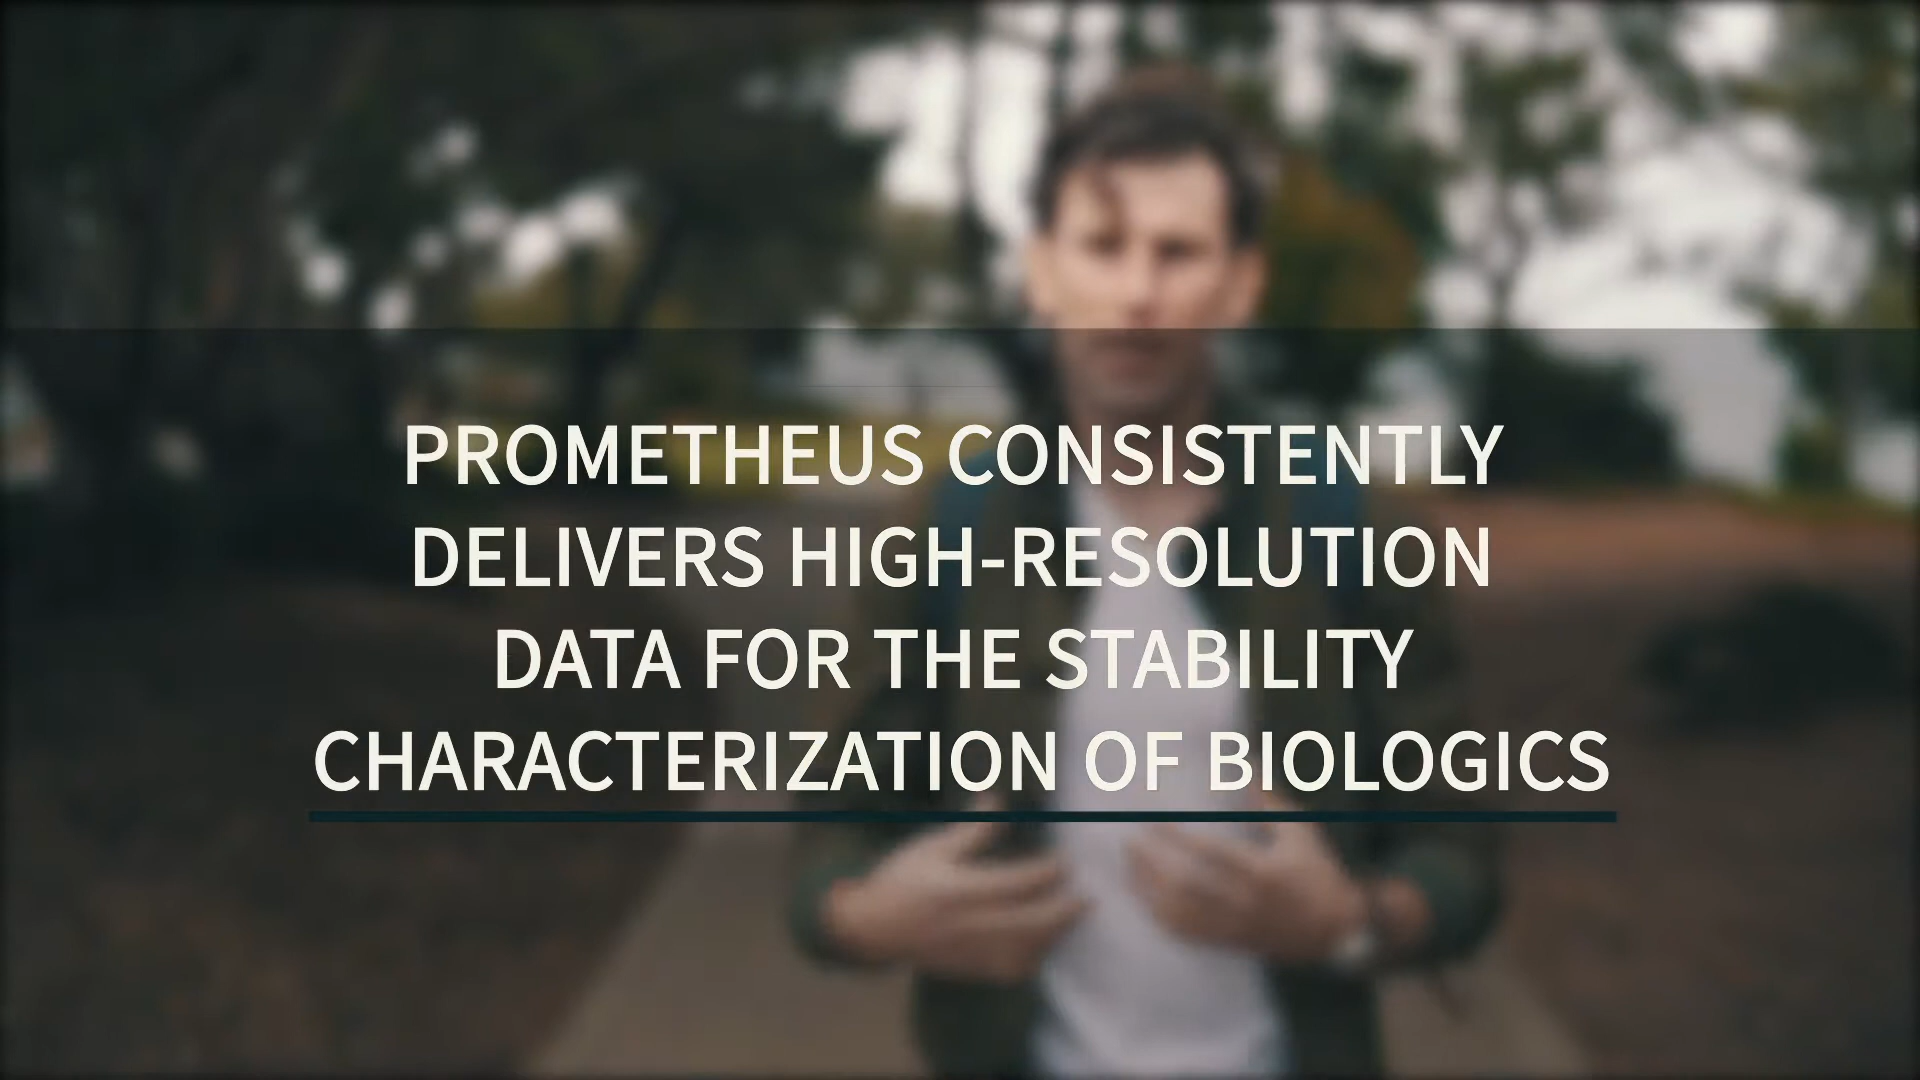 PROMETHEUS CONSISTENTLY
DELIVERS HIGH-RESOLUTION
DATA FOR THE STABILITY
CHARACTERIZATION OF BIOLOGICS